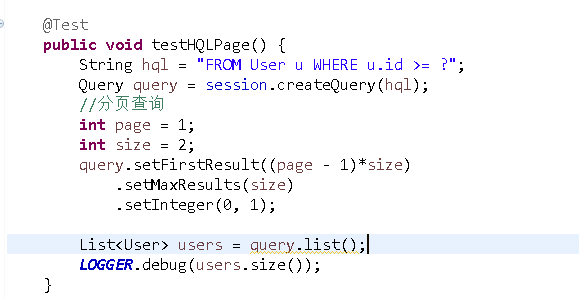 @Test
public void testHQLPage() {
String hql = "FROM User u WHERE u.id >= ?";
Query query = session.createQuery(hql);
//分页查询
int page = 1;
int size = 2;
query.setFirstResult((page - 1)*size)
.setMaxResults(size)
.setInteger(0, 1);
List<User> users = query.list();
LOGGER.debug(users.size());
}